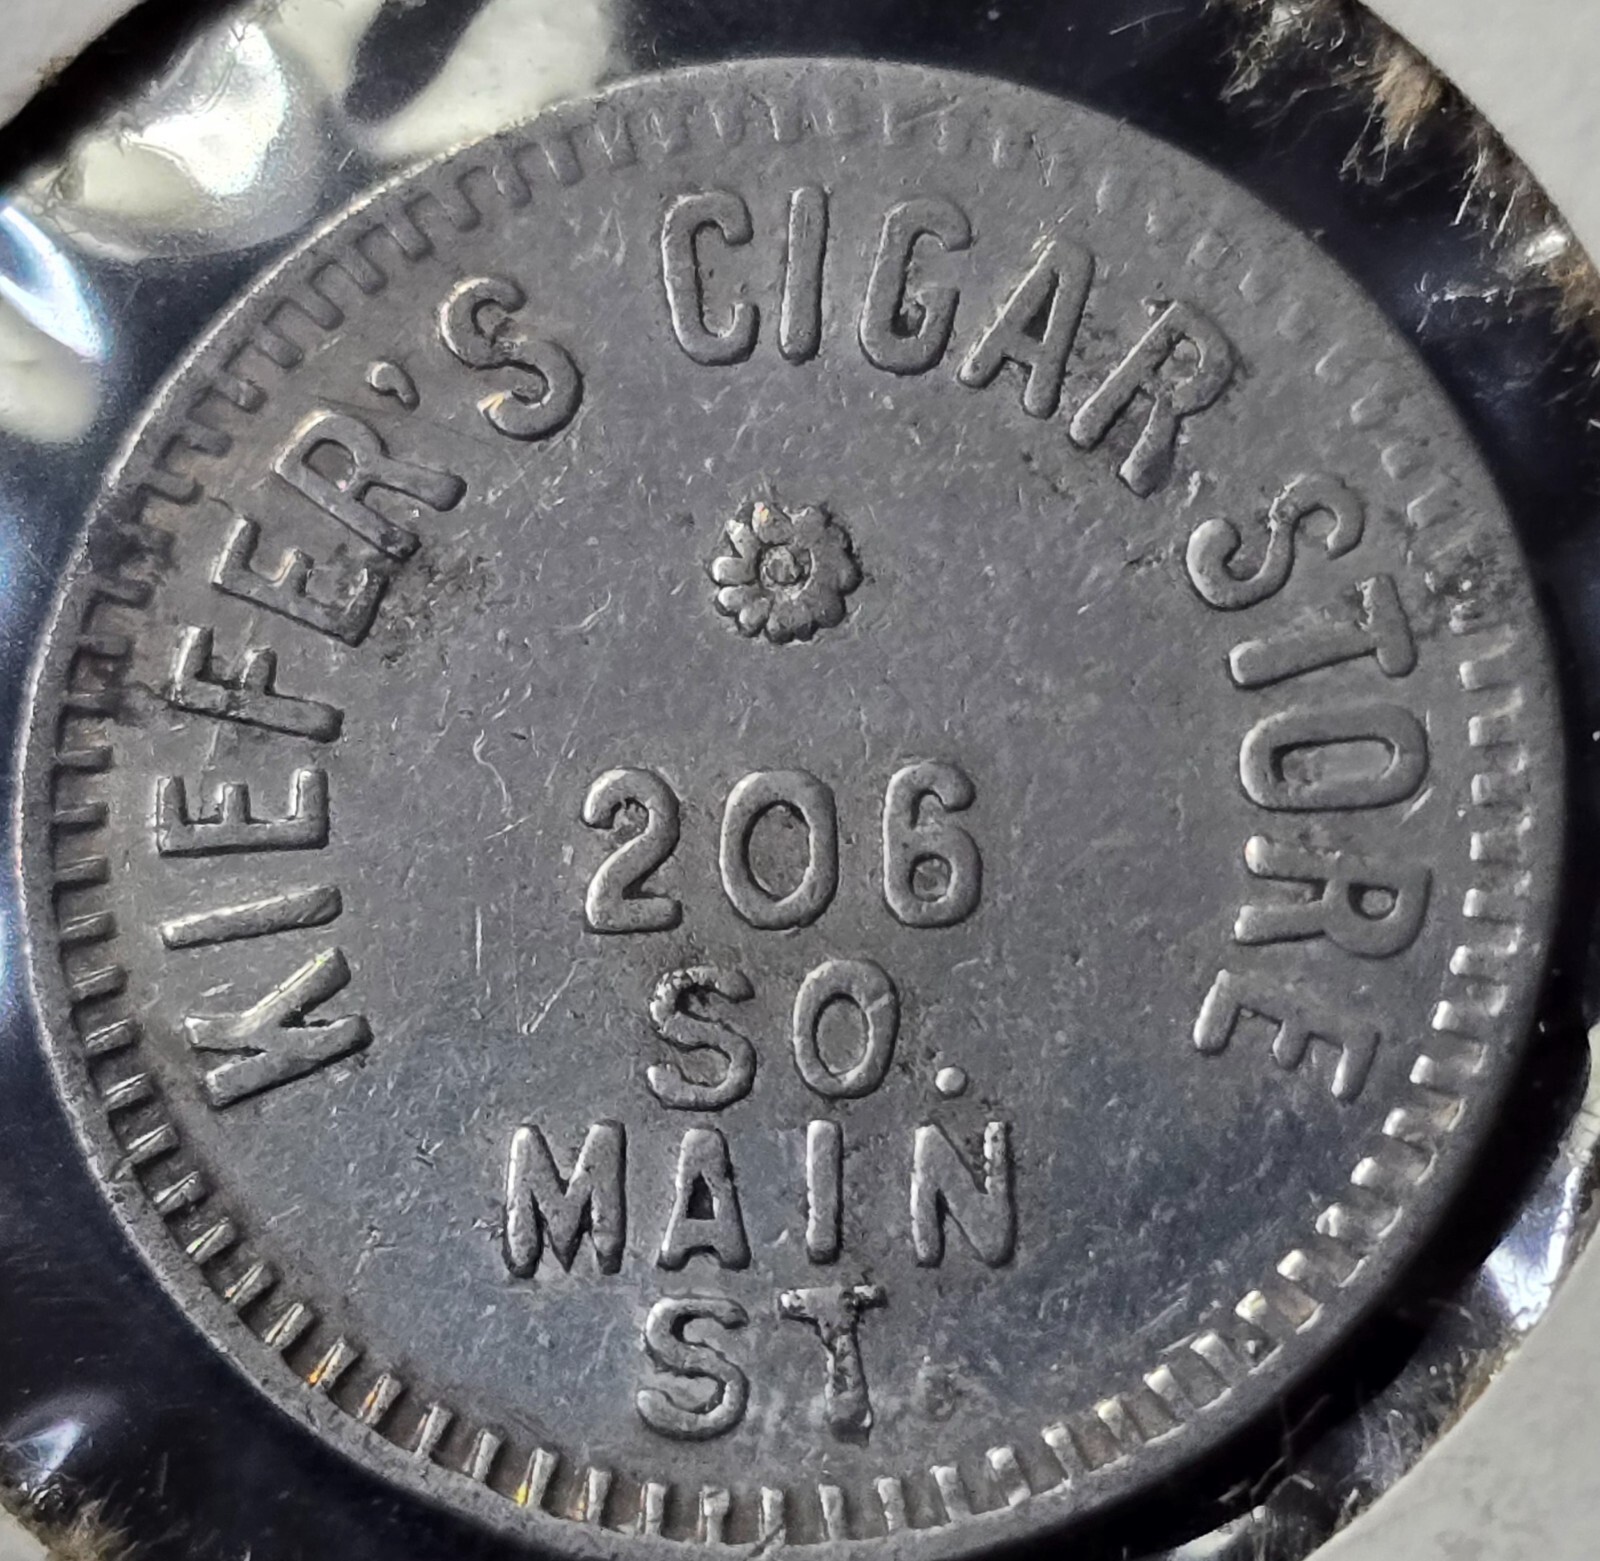 KIEFER'S CIGAR STORE
206
SO.
MAIN
ST